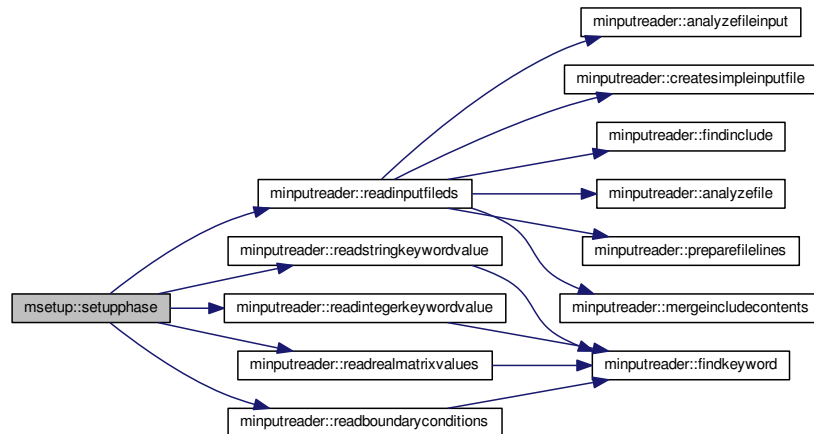 minputreader::analyzefileinput
minputreader::createsimpleinputfile
minputreader::findinclude
minputreader::readinputfileds
minputreader::analyzefile
minputreader::preparefilelines
minputreader::readstringkeywordvalue
msetup::setupphase
minputreader::readintegerkeywordvalue
minputreader::mergeincludecontents
minputreader::readrealmatrixvalues
minputreader::findkeyword
minputreader::readboundaryconditions